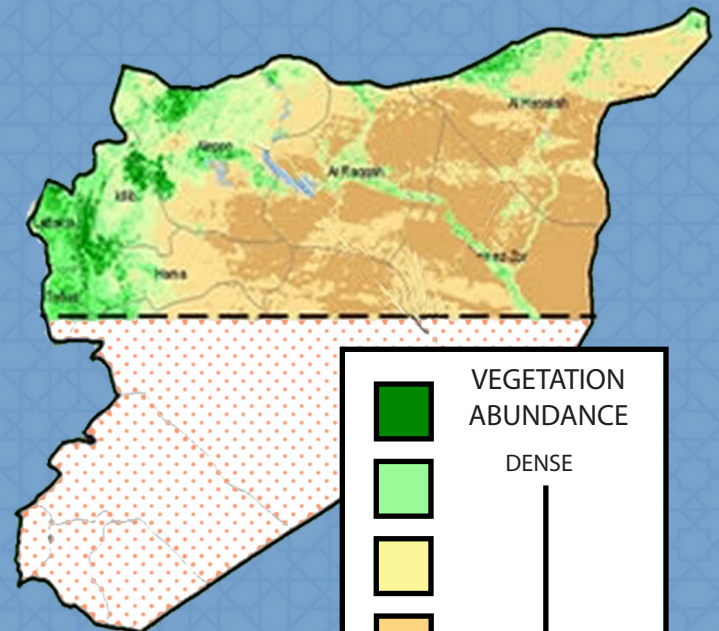 Al Hasakah
Aleppo
Ar Raqqah
Idlib
Hama
VEGETATION
ABUNDANCE
DENSE